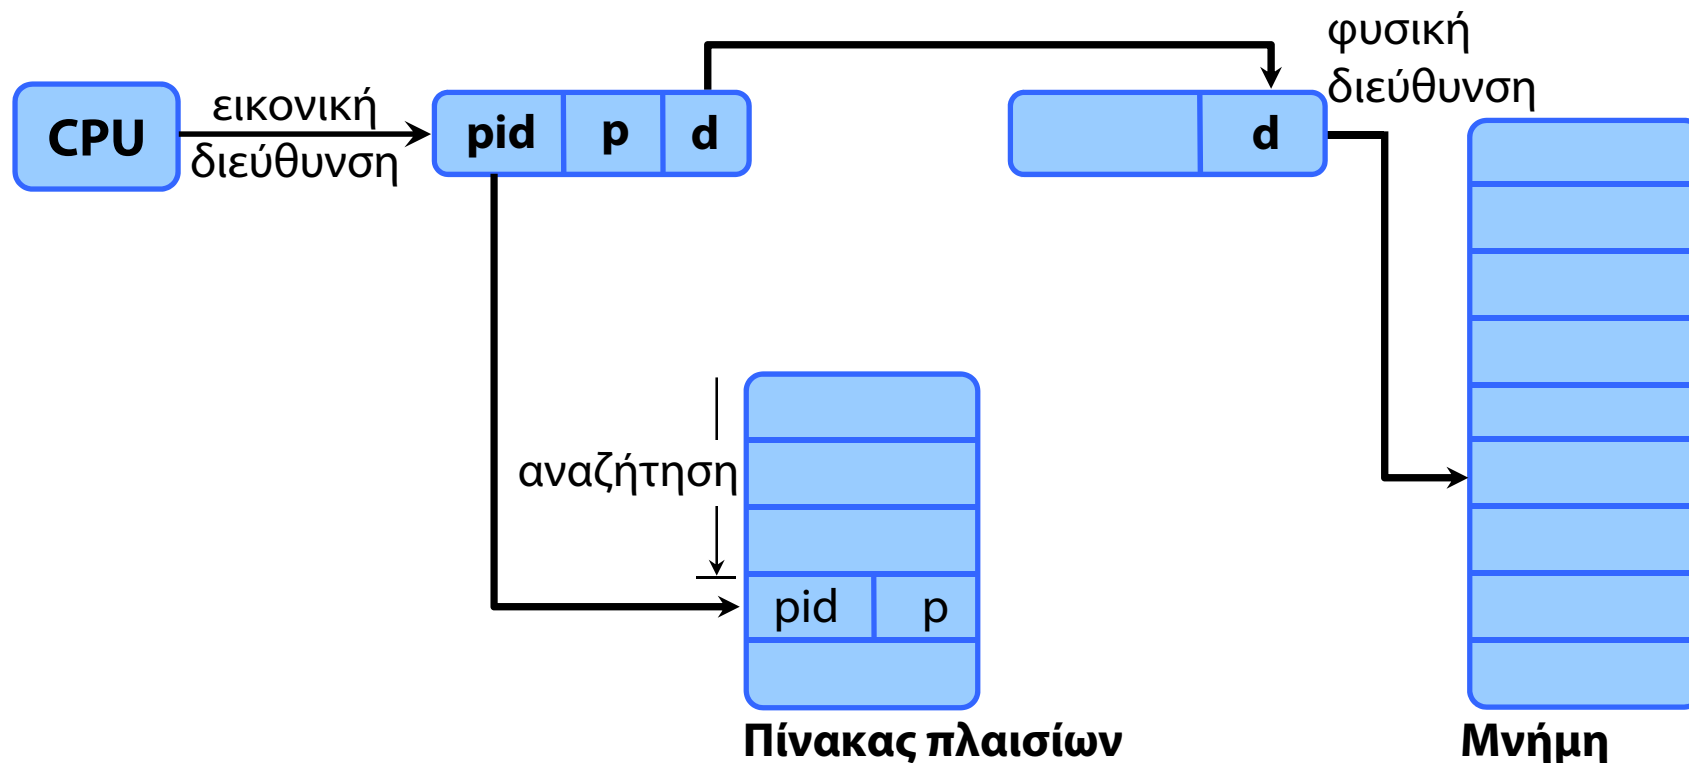 φυσική
διεύθυνση
CPU
εικονική
διεύθυνση
pid p d
d
αναζήτηση
pid p
Πίνακας πλαισίων
Μνήμη